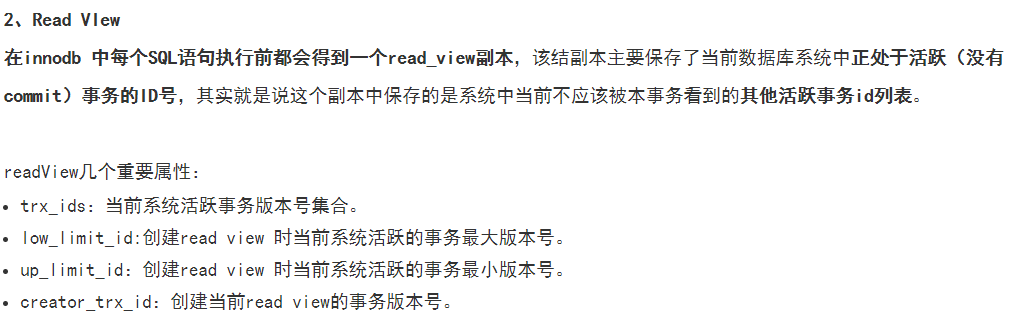 2、Read VIew
在innodb 中每个SQL语句执行前都会得到一个read_view副本，该结副本主要保存了当前数据库系统中正处于活跃（没有
commit）事务的ID号，其实就是说这个副本中保存的是系统中当前不应该被本事务看到的其他活跃事务id列表。
readView几个重要属性：
• trx_ids：当前系统活跃事务版本号集合。
• low_limit_id:创建read view 时当前系统活跃的事务最大版本号。
• up_limit_id：创建read view 时当前系统活跃的事务最小版本号。
• creator_trx_id：创建当前read view的事务版本号。